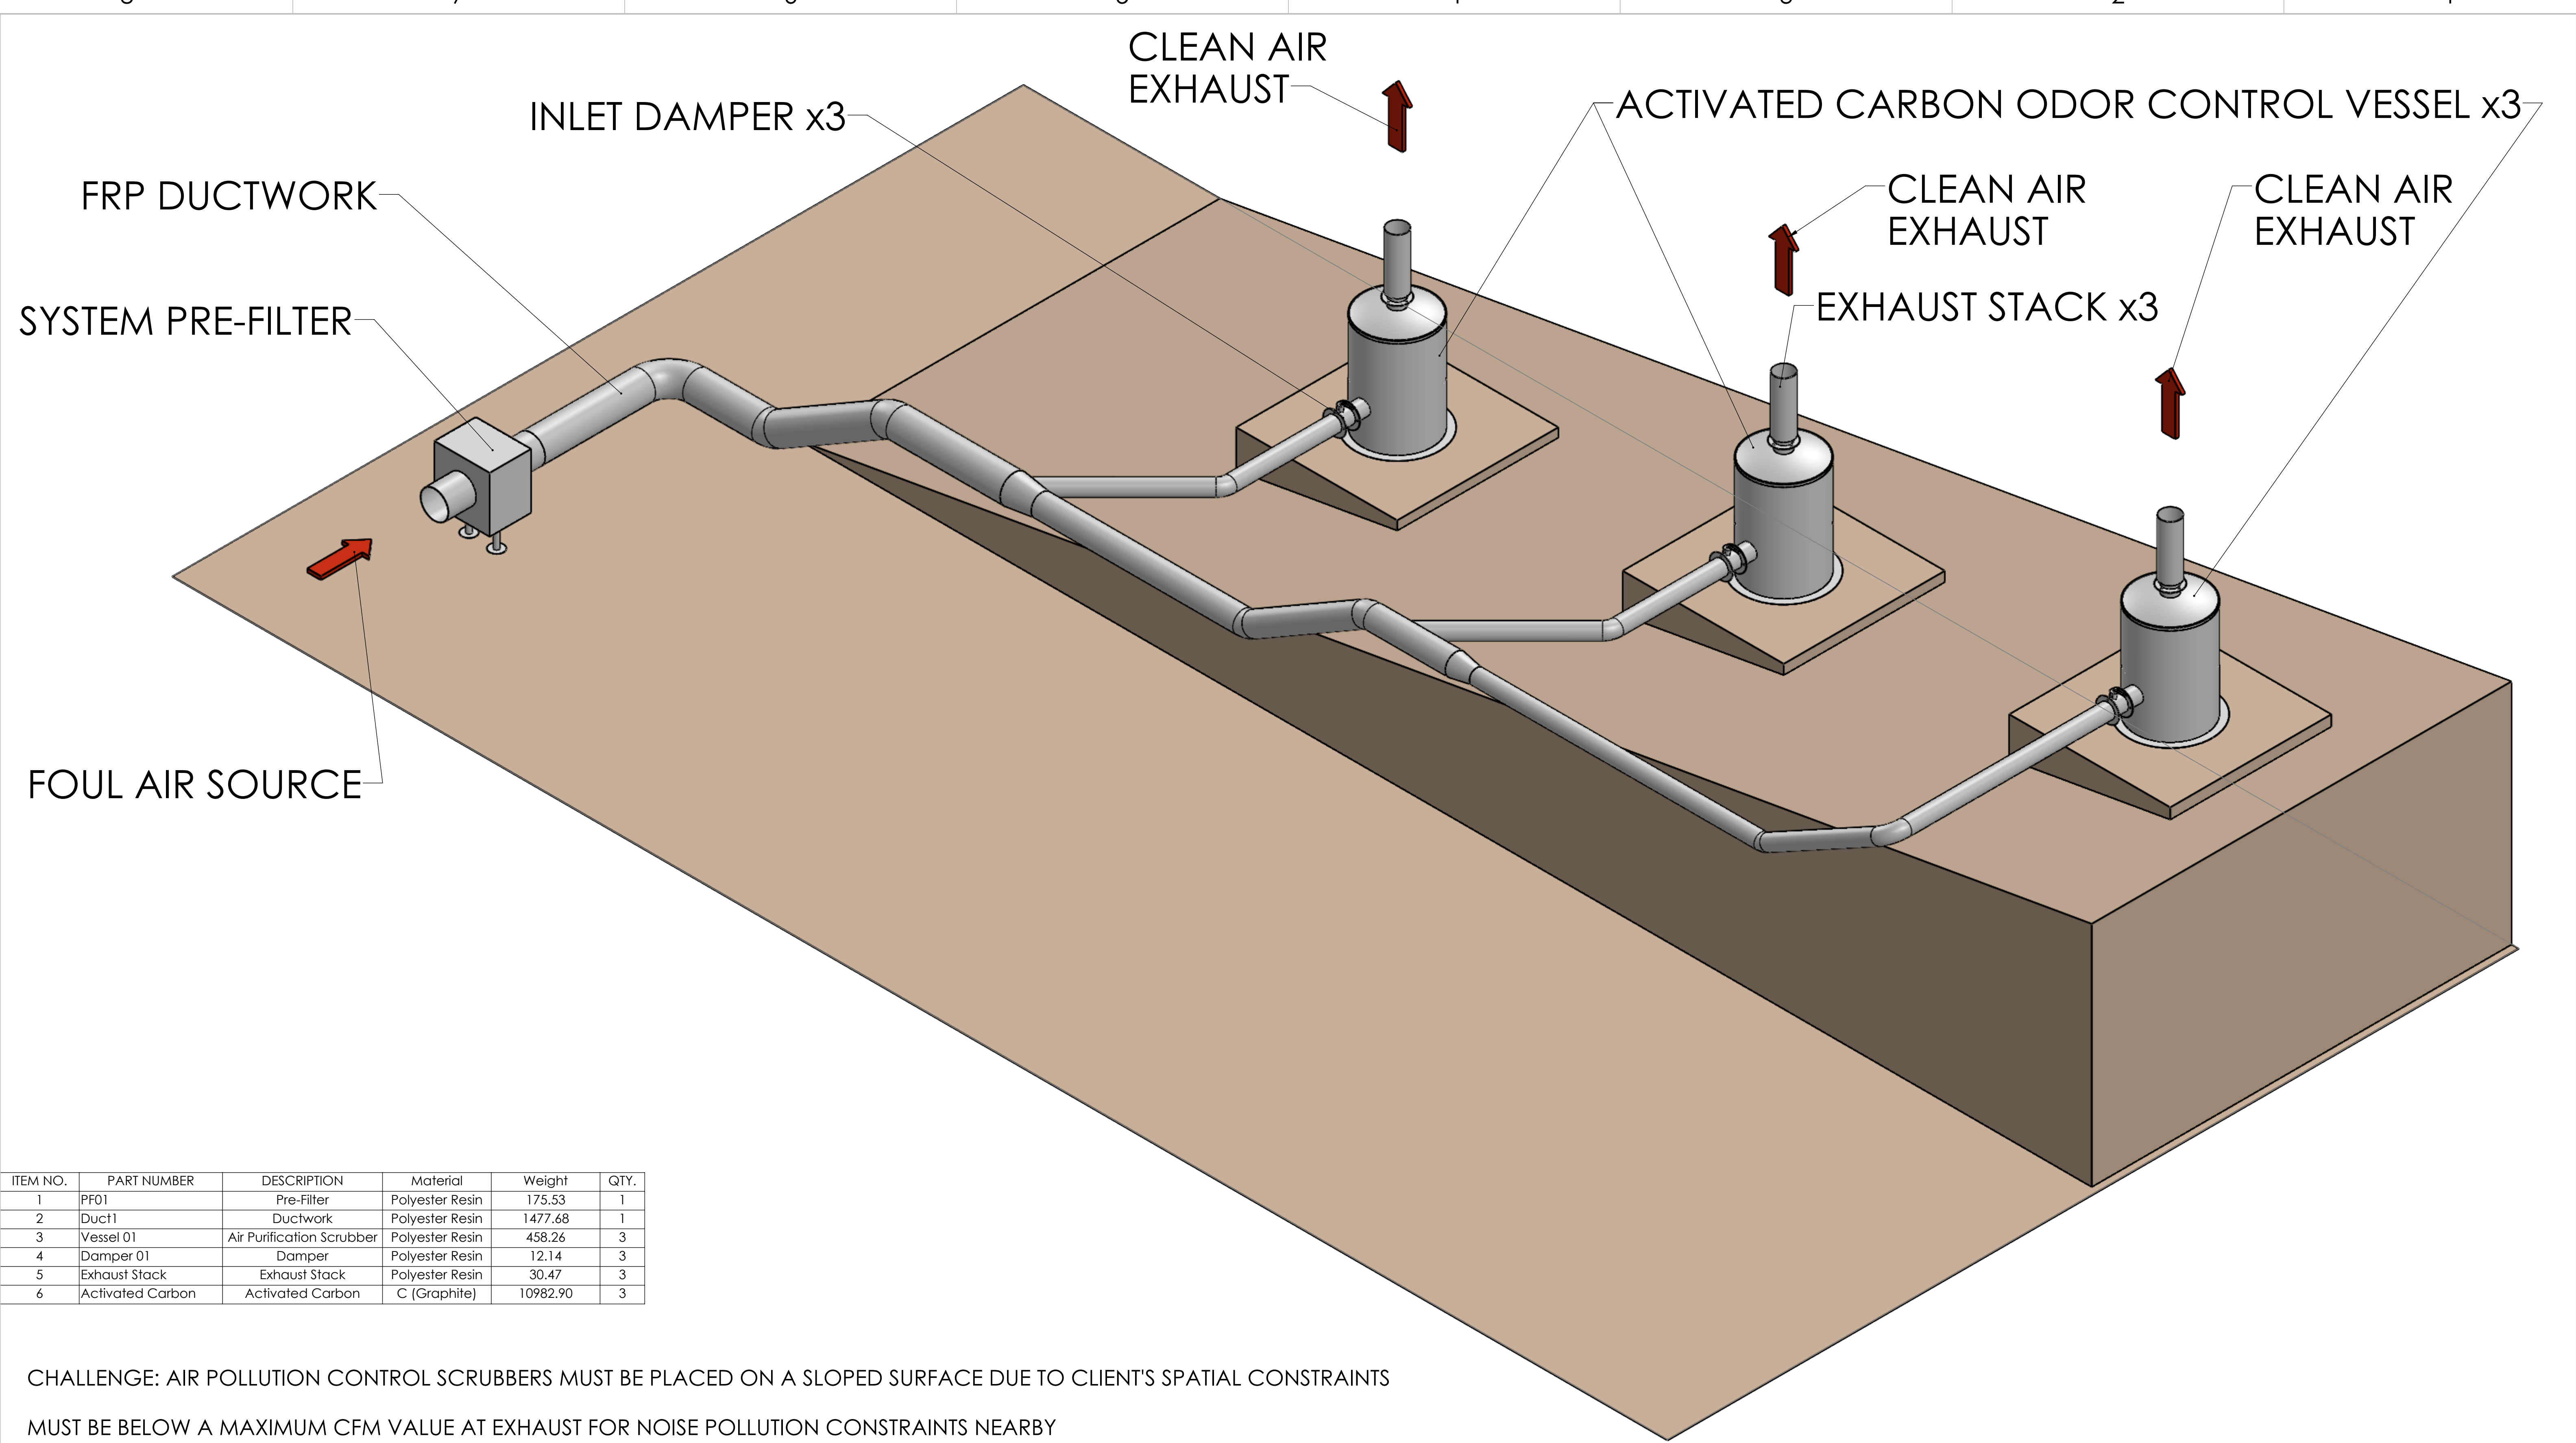 CLEAN AIR
EXHAUST
INLET DAMPER x3
ACTIVATED CARBON ODOR CONTROL VESSEL x3
FRP DUCTWORK
CLEAN AIR
EXHAUST
CLEAN AIR
EXHAUST
SYSTEM PRE-FILTER
EXHAUST STACK x3
FOUL AIR SOURCE
ITEM NO. PART NUMBER DESCRIPTION Material Weight QTY.
1 PF01 Pre-Filter Polyester Resin 175.53 1
2 Duct1 Ductwork Polyester Resin 1477.68 1
3 Vessel 01 Air Purification Scrubber Polyester Resin 458.26 3
4 Damper 01 Damper Polyester Resin 12.14 3
5 Exhaust Stack Exhaust Stack Polyester Resin 30.47 3
6 Activated Carbon Activated Carbon C (Graphite) 10982.90 3
CHALLENGE: AIR POLLUTION CONTROL SCRUBBERS MUST BE PLACED ON A SLOPED SURFACE DUE TO CLIENT'S SPATIAL CONSTRAINTS
MUST BE BELOW A MAXIMUM CFM VALUE AT EXHAUST FOR NOISE POLLUTION CONSTRAINTS NEARBY